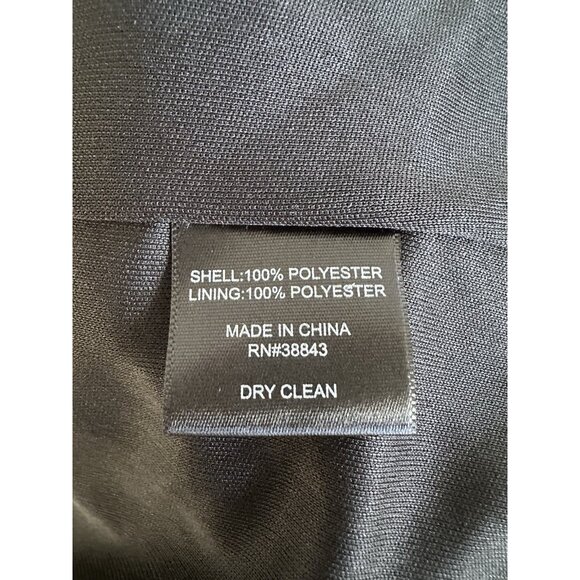 SHELL:100% POLYESTER
LINING:100% POLYESTER
MADE IN CHINA
RN#38843
DRY CLEAN